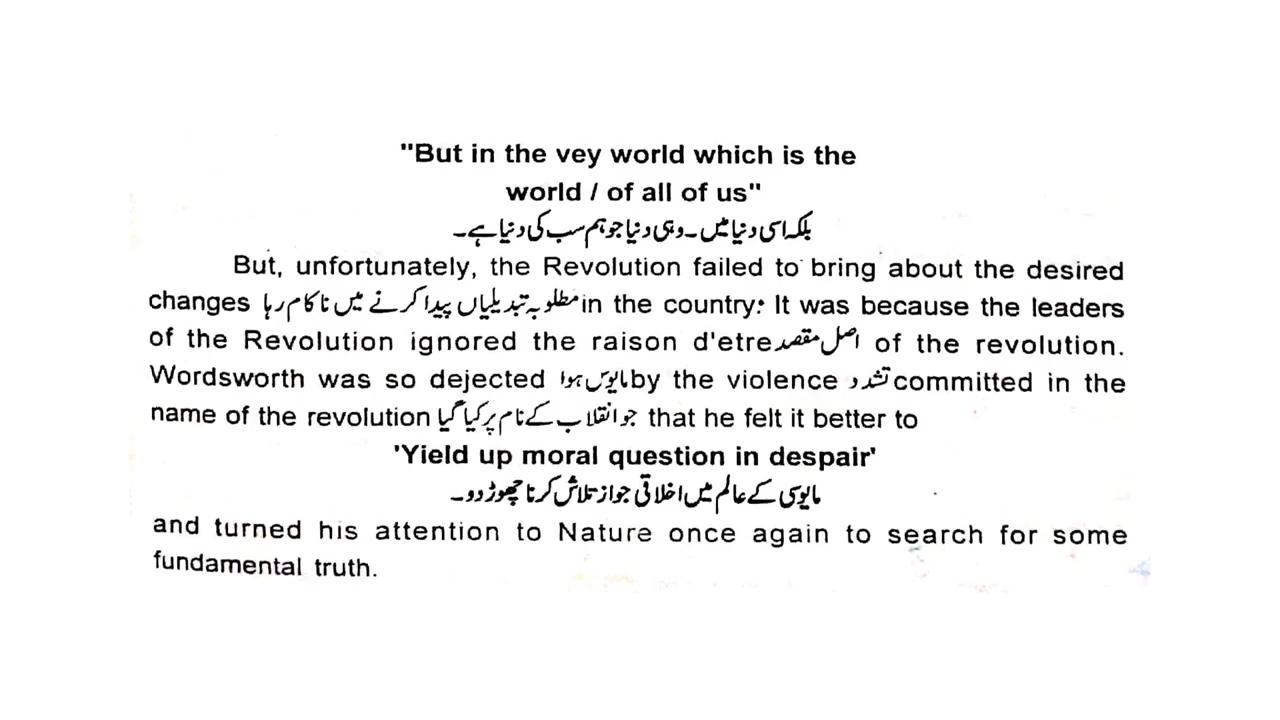 "But in the vey world which is the
world / of all of us"
بلکہ اسی دنیا میں۔ وہی دنیا جو ہم سب کی دنیا ہے۔
But, unfortunately, the Revolution failed to bring about the desired
changes مطلوبہ تبدیلیاں پیدا کرنے میں ناکام رہا in the country: It was because the leaders
of the Revolution ignored the raison d'etre اصل مقصد of the revolution.
Wordsworth was so dejected مایوس ہوا by the violence تشدد committed in the
name of the revolution جو انقلاب کے نام پر کیا گیا that he felt it better to
'Yield up moral question in despair'
مایوسی کے عالم میں اخلاقی جواز تلاش کرنا چھوڑ دو۔
and turned his attention to Nature once again to search for some
fundamental truth.